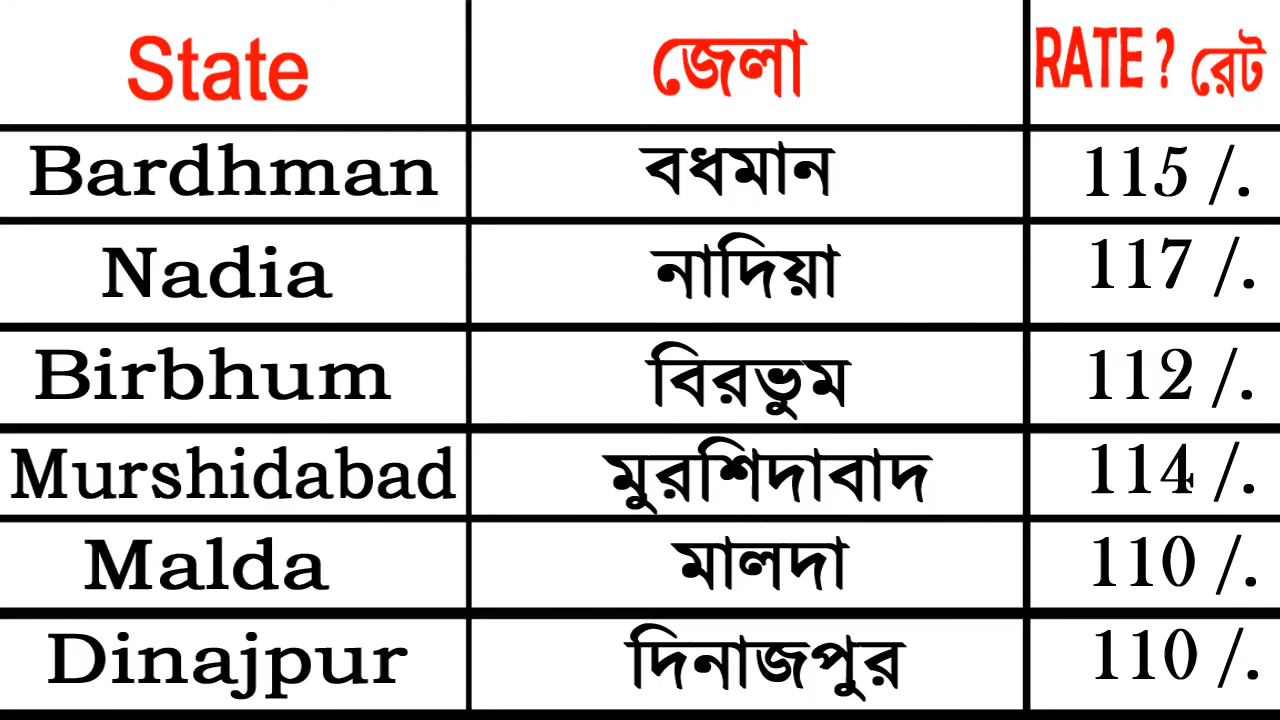 State জেলা RATE ? রেট
Bardhman বধমান 115 /.
Nadia নাদিয়া 117 /.
Birbhum বিরভুম 112 /.
Murshidabad মুরশিদাবাদ 114 /.
Malda মালদা 110 /.
Dinajpur দিনাজপুর 110 /.